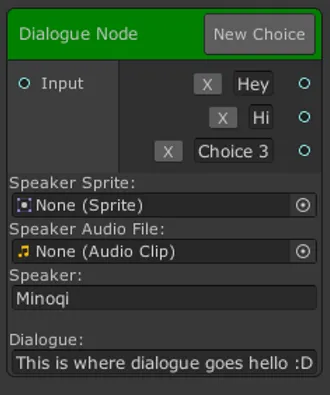 Dialogue Node New Choice
Input X Hey
X Hi
X Choice 3
Speaker Sprite:
None (Sprite)
Speaker Audio File:
None (Audio Clip)
Speaker:
Minoqi
Dialogue:
This is where dialogue goes hello :D